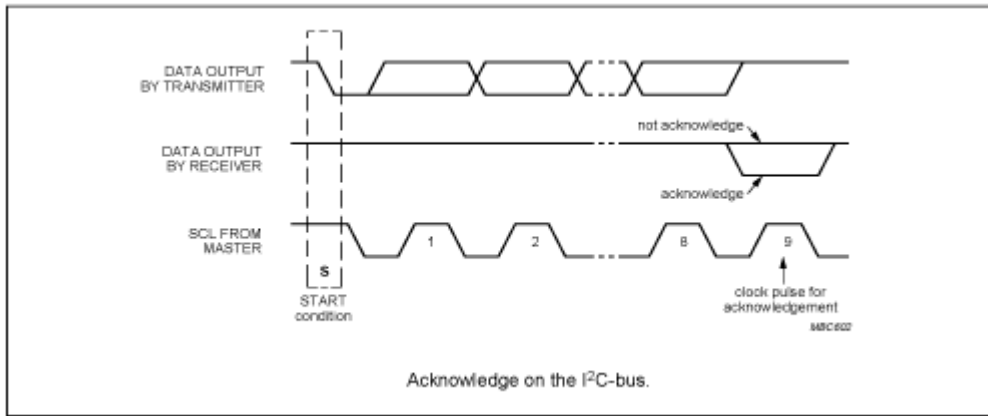 DATA OUTPUT
BY TRANSMITTER
not acknowledge
DATA OUTPUT
BY RECEIVER
acknowledge
SCL FROM
MASTER
1
2
8
9
S
START
condition
clock pulse for
acknowledgement
MBC602
Acknowledge on the I²C-bus.